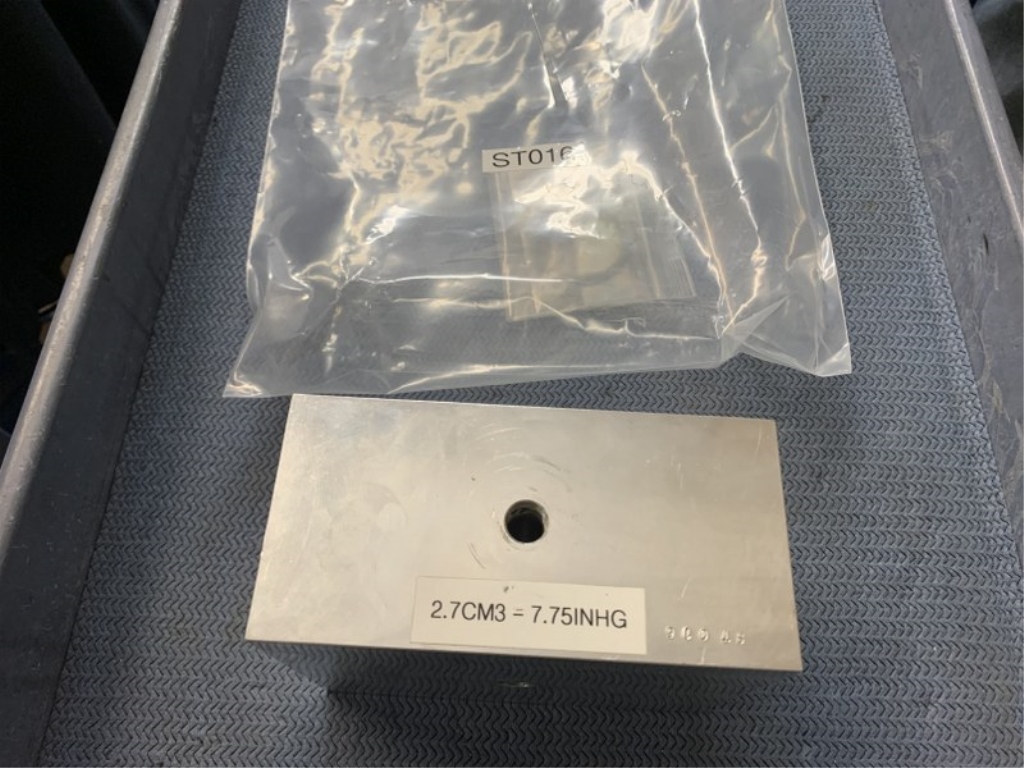 ST016
2.7CM3 = 7.75INHG